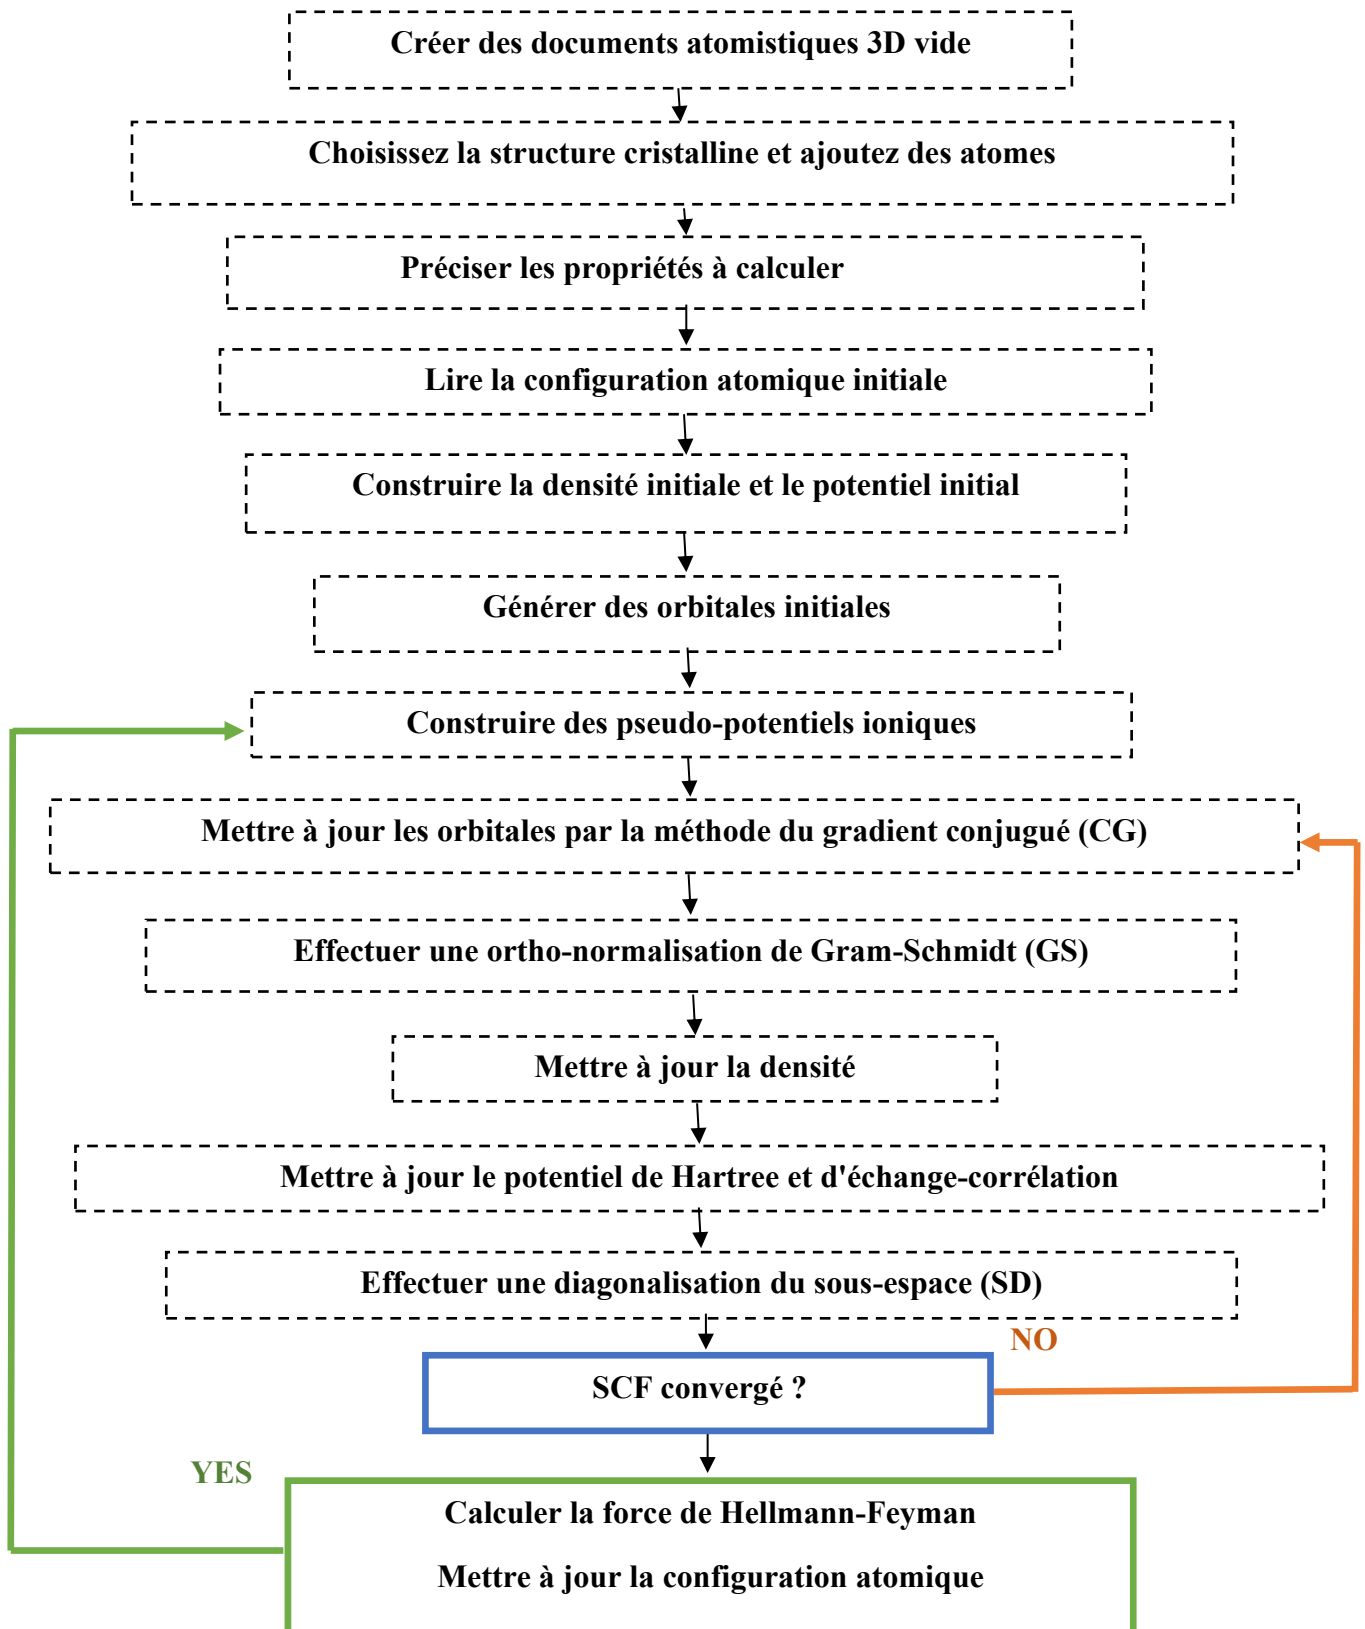 Créer des documents atomistiques 3D vide
Choisissez la structure cristalline et ajoutez des atomes
Préciser les propriétés à calculer
Lire la configuration atomique initiale
Construire la densité initiale et le potentiel initial
Générer des orbitales initiales
Construire des pseudo-potentiels ioniques
Mettre à jour les orbitales par la méthode du gradient conjugué (CG)
Effectuer une ortho-normalisation de Gram-Schmidt (GS)
Mettre à jour la densité
Mettre à jour le potentiel de Hartree et d'échange-corrélation
Effectuer une diagonalisation du sous-espace (SD)
NO
SCF convergé ?
YES
Calculer la force de Hellmann-Feyman
Mettre à jour la configuration atomique